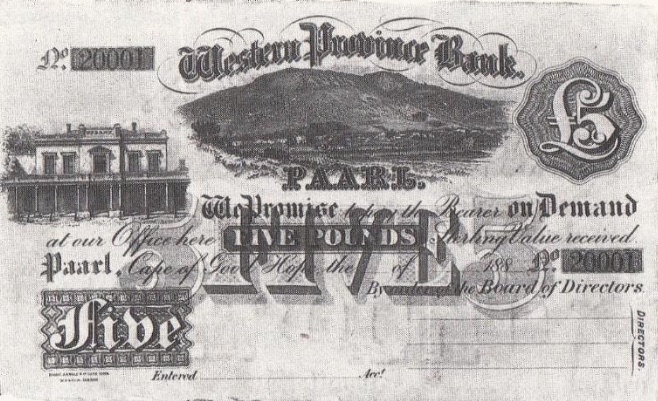 Western Province Bank.
No. 20001
£5
PAARL.
We Promise to pay the Bearer on Demand
at our Office here FIVE POUNDS Sterling Value received.
Paarl, Cape of Good Hope, the of 188 No. 20001
By order of the Board of Directors.
Five
DIRECTORS.
Entered Acct